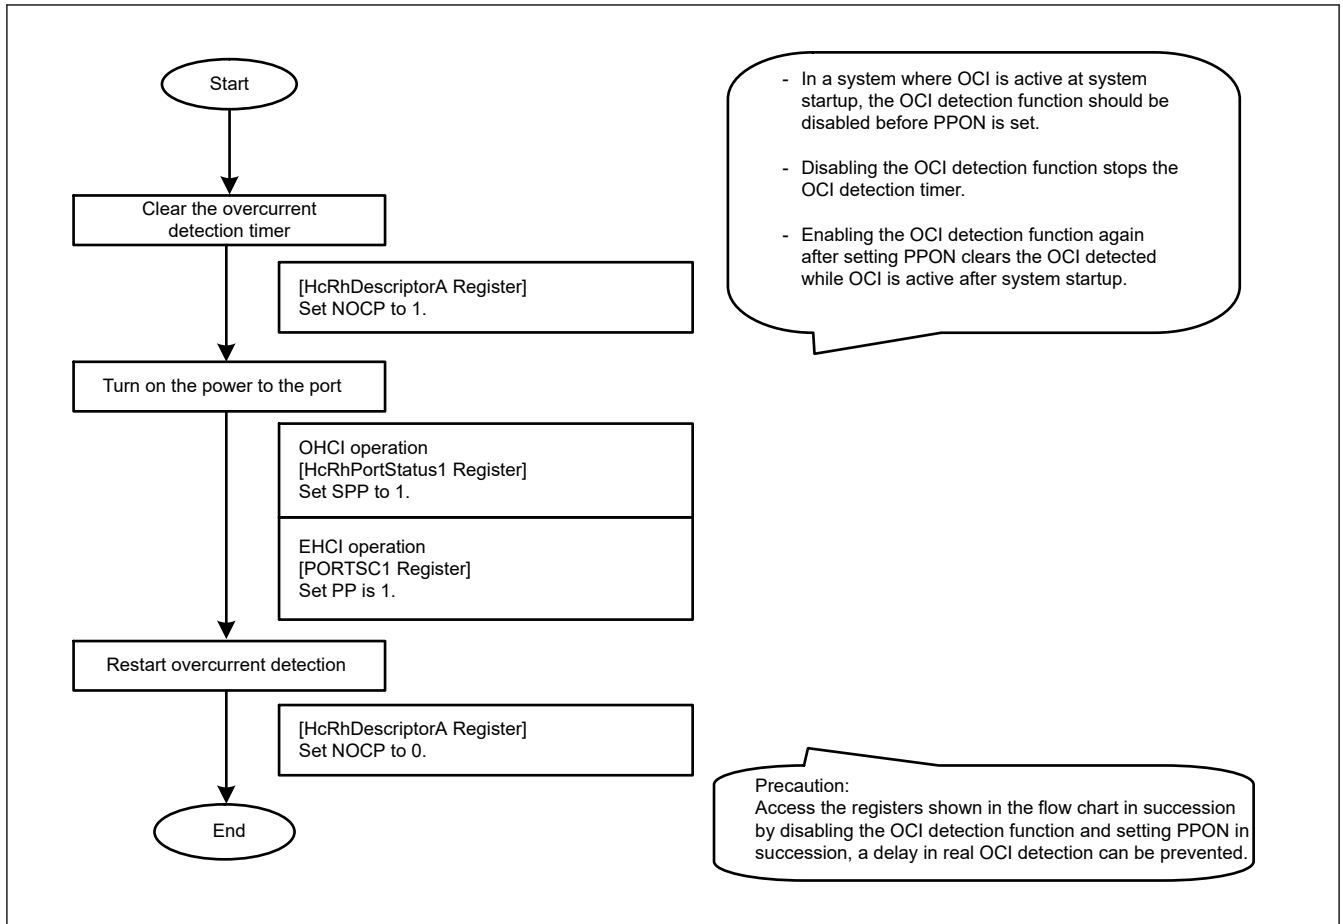 Start
Clear the overcurrent
detection timer
[HcRhDescriptorA Register]
Set NOCP to 1.
Turn on the power to the port
OHCI operation
[HcRhPortStatus1 Register]
Set SPP to 1.
EHCI operation
[PORTSC1 Register]
Set PP is 1.
Restart overcurrent detection
[HcRhDescriptorA Register]
Set NOCP to 0.
End
- In a system where OCI is active at system
startup, the OCI detection function should be
disabled before PPON is set.
- Disabling the OCI detection function stops the
OCI detection timer.
- Enabling the OCI detection function again
after setting PPON clears the OCI detected
while OCI is active after system startup.
Precaution:
Access the registers shown in the flow chart in succession
by disabling the OCI detection function and setting PPON in
succession, a delay in real OCI detection can be prevented.